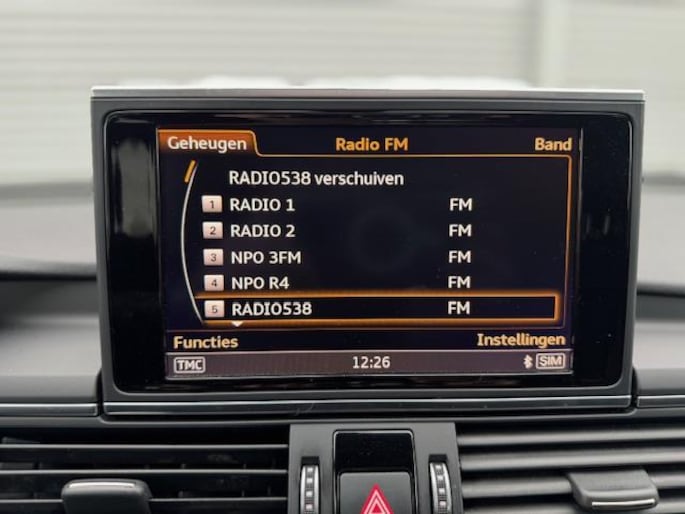 Geheugen Radio FM Band
RADIO538 verschuiven
1 RADIO 1 FM
2 RADIO 2 FM
3 NPO 3FM FM
4 NPO R4 FM
5 RADIO538 FM
Functies Instellingen
TMC 12:26 SIM